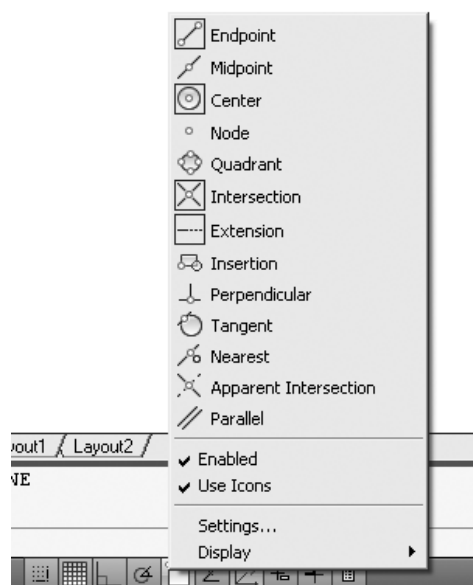 Endpoint
Midpoint
Center
Node
Quadrant
Intersection
Extension
Insertion
Perpendicular
Tangent
Nearest
Apparent Intersection
Parallel
Enabled
Use Icons
Settings...
Display
out1 / Layout2 /
NE